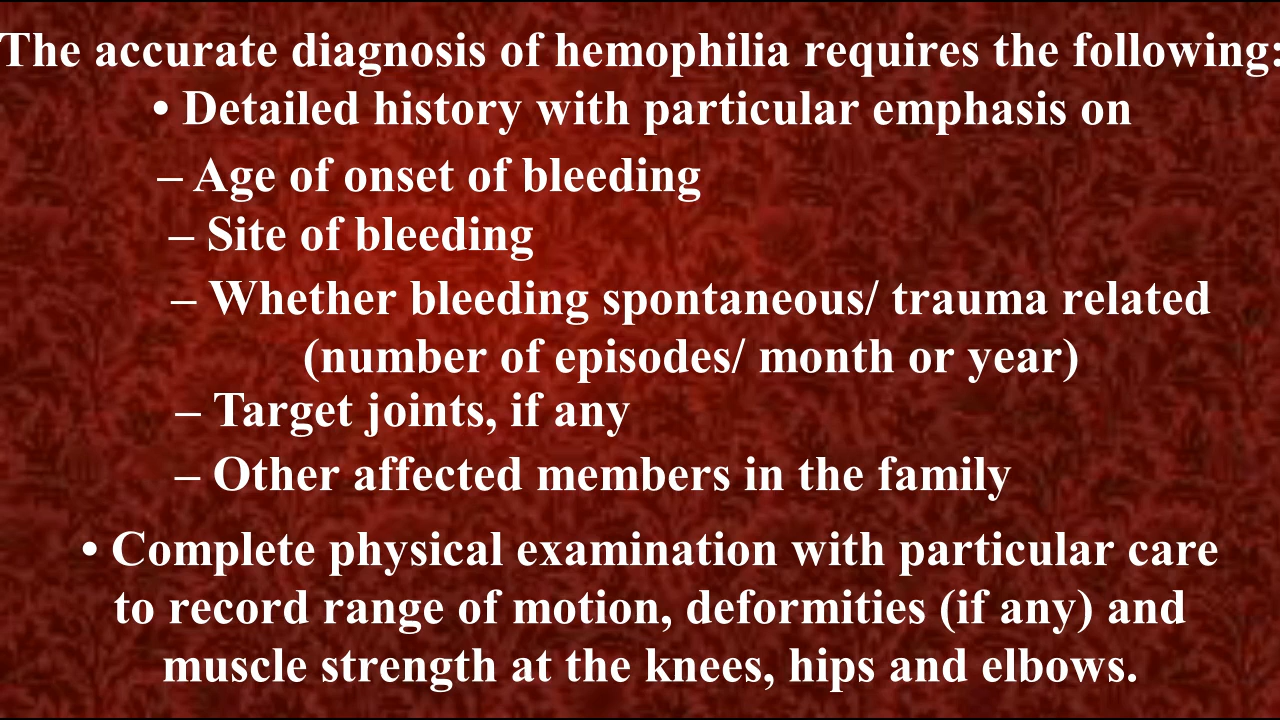 The accurate diagnosis of hemophilia requires the following:
• Detailed history with particular emphasis on
– Age of onset of bleeding
– Site of bleeding
– Whether bleeding spontaneous/ trauma related
(number of episodes/ month or year)
– Target joints, if any
– Other affected members in the family
• Complete physical examination with particular care
to record range of motion, deformities (if any) and
muscle strength at the knees, hips and elbows.